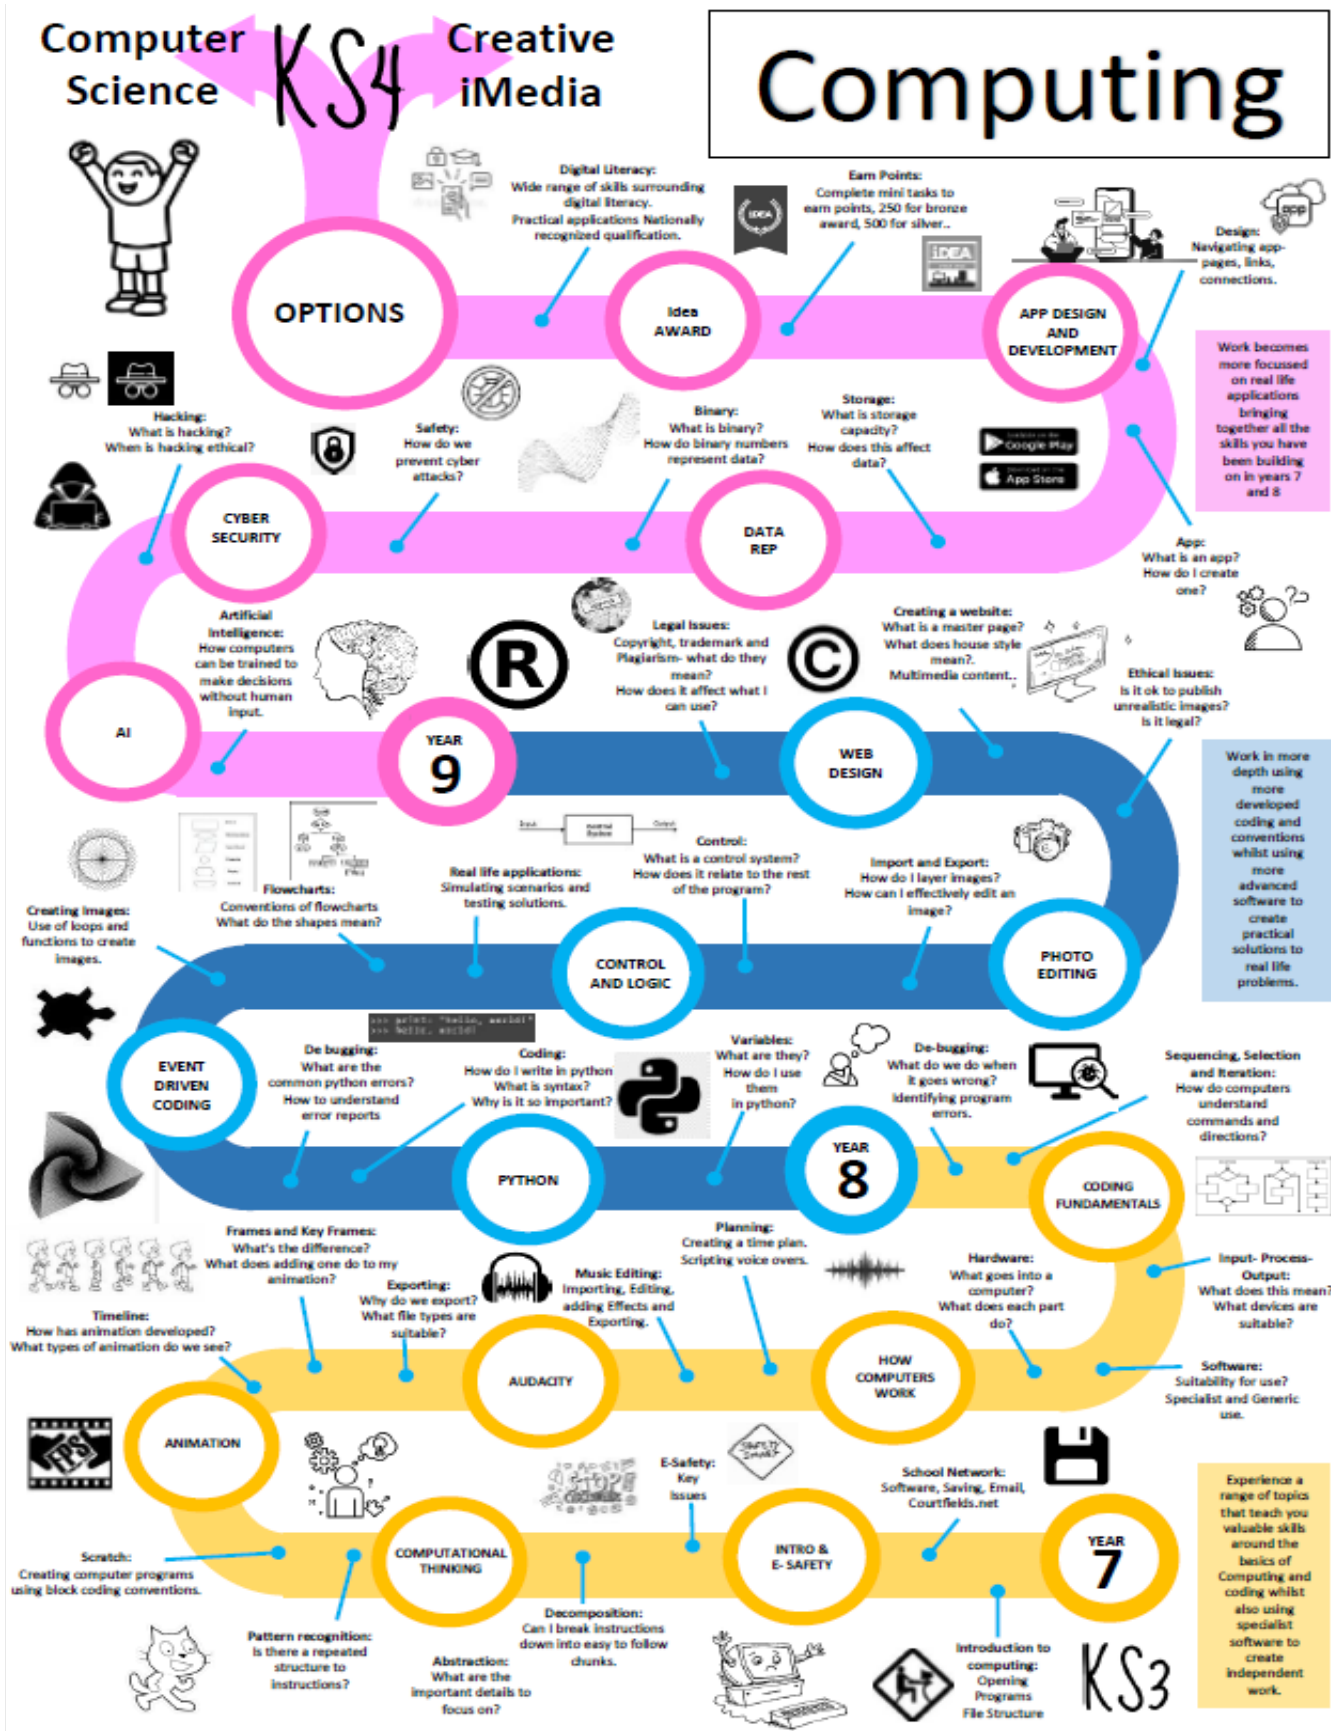 Computer
Science
KS4
Creative
iMedia
Computing
Digital Literacy:
Wide range of skills surrounding
digital literacy.
Practical applications Nationally
recognized qualification.
iDEA
Earn Points:
Complete mini tasks to
earn points, 250 for bronze
award, 500 for silver..
iDEA
app
Design:
Navigating app-
pages, links,
connections.
OPTIONS
Idea
AWARD
APP DESIGN
AND
DEVELOPMENT
Work becomes
more focussed
on real life
applications
bringing
together all the
skills you have
been building
on in years 7
and 8
Hacking:
What is hacking?
When is hacking ethical?
Safety:
How do we
prevent cyber
attacks?
Binary:
What is binary?
How do binary numbers
represent data?
Storage:
What is storage
capacity?
How does this affect
data?
Google Play
App Store
CYBER
SECURITY
DATA
REP
App:
What is an app?
How do I create
one?
Artificial
Intelligence:
How computers
can be trained to
make decisions
without human
input.
R
Legal Issues:
Copyright, trademark and
Plagiarism- what do they
mean?
How does it affect what I
can use?
C
Creating a website:
What is a master page?
What does house style
mean?.
Multimedia content..
Ethical Issues:
Is it ok to publish
unrealistic images?
Is it legal?
AI
YEAR
9
WEB
DESIGN
Work in more
depth using
more
developed
coding and
conventions
whilst using
more
advanced
software to
create
practical
solutions to
real life
problems.
Input
Control
System
Output
Creating Images:
Use of loops and
functions to create
images.
Flowcharts:
Conventions of flowcharts
What do the shapes mean?
Real life applications:
Simulating scenarios and
testing solutions.
Control:
What is a control system?
How does it relate to the rest
of the program?
Import and Export:
How do I layer images?
How can I effectively edit an
image?
CONTROL
AND LOGIC
PHOTO
EDITING
>>> print: "hello, world!"
>>> hello, world!
EVENT
DRIVEN
CODING
De bugging:
What are the
common python errors?
How to understand
error reports
Coding:
How do I write in python
What is syntax?
Why is it so important?
Variables:
What are they?
How do I use
them
in python?
De-bugging:
What do we do when
it goes wrong?
Identifying program
errors.
Sequencing, Selection
and Iteration:
How do computers
understand
commands and
directions?
PYTHON
YEAR
8
CODING
FUNDAMENTALS
Frames and Key Frames:
What's the difference?
What does adding one do to my
animation?
Exporting:
Why do we export?
What file types are
suitable?
Music Editing:
Importing, Editing,
adding Effects and
Exporting.
Planning:
Creating a time plan.
Scripting voice overs.
Hardware:
What goes into a
computer?
What does each part
do?
Input- Process-
Output:
What does this mean?
What devices are
suitable?
Timeline:
How has animation developed?
What types of animation do we see?
AUDACITY
HOW
COMPUTERS
WORK
Software:
Suitability for use?
Specialist and Generic
use.
ANIMATION
FPS
E-Safety:
Key
Issues
School Network:
Software, Saving, Email,
Courtfields.net
Experience a
range of topics
that teach you
valuable skills
around the
basics of
Computing and
coding whilst
also using
specialist
software to
create
independent
work.
Scratch:
Creating computer programs
using block coding conventions.
COMPUTATIONAL
THINKING
INTRO &
E- SAFETY
YEAR
7
Pattern recognition:
Is there a repeated
structure to
instructions?
Abstraction:
What are the
important details to
focus on?
Decomposition:
Can I break instructions
down into easy to follow
chunks.
Introduction to
computing:
Opening
Programs
File Structure
KS3